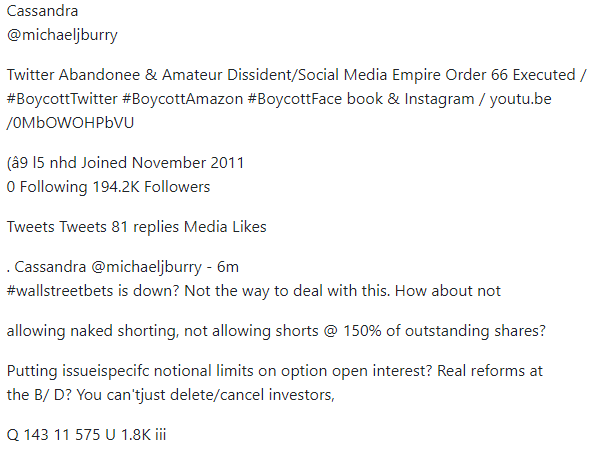 Cassandra
@michaeljburry
Twitter Abandonee & Amateur Dissident/Social Media Empire Order 66 Executed /
#BoycottTwitter #BoycottAmazon #BoycottFace book & Instagram / youtu.be
/0MbOWOHPbVU
(â9 l5 nhd Joined November 2011
0 Following 194.2K Followers
Tweets Tweets 81 replies Media Likes
. Cassandra @michaeljburry - 6m
#wallstreetbets is down? Not the way to deal with this. How about not
allowing naked shorting, not allowing shorts @ 150% of outstanding shares?
Putting issueispecifc notional limits on option open interest? Real reforms at
the B/ D? You can'tjust delete/cancel investors,
Q 143 11 575 U 1.8K iii